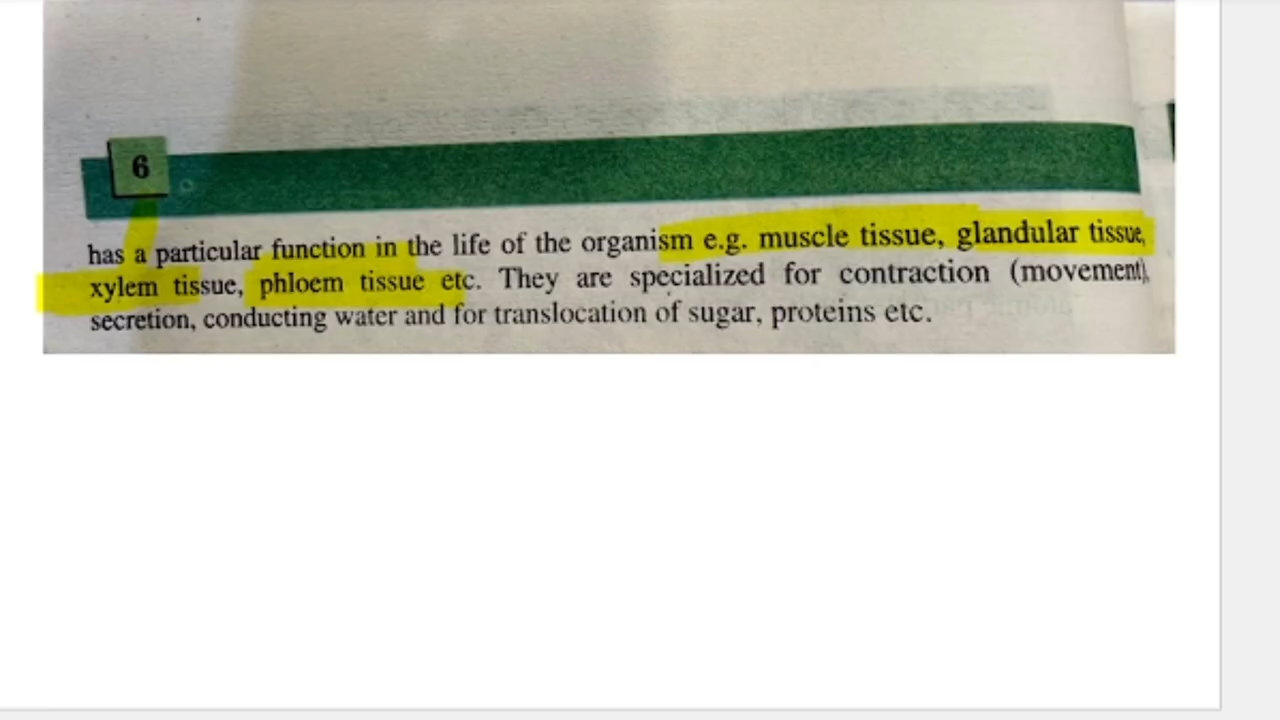 6
has a particular function in the life of the organism e.g. muscle tissue, glandular tissue,
xylem tissue, phloem tissue etc. They are specialized for contraction (movement),
secretion, conducting water and for translocation of sugar, proteins etc.